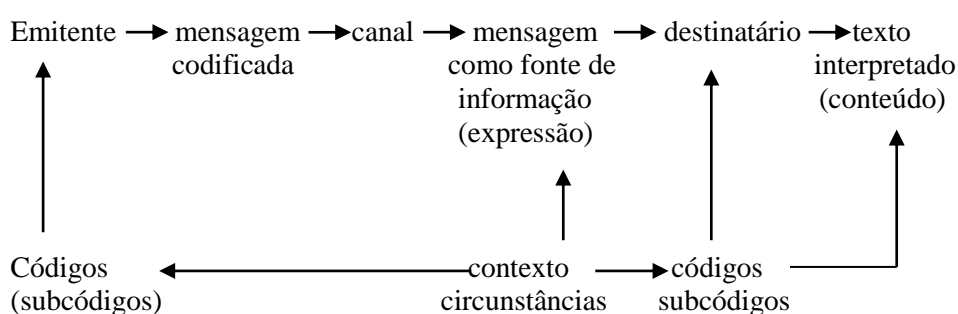 Emitente mensagem canal mensagem destinatário texto
codificada como fonte de interpretado
informação (conteúdo)
(expressão)
Códigos contexto códigos
(subcódigos) circunstâncias subcódigos